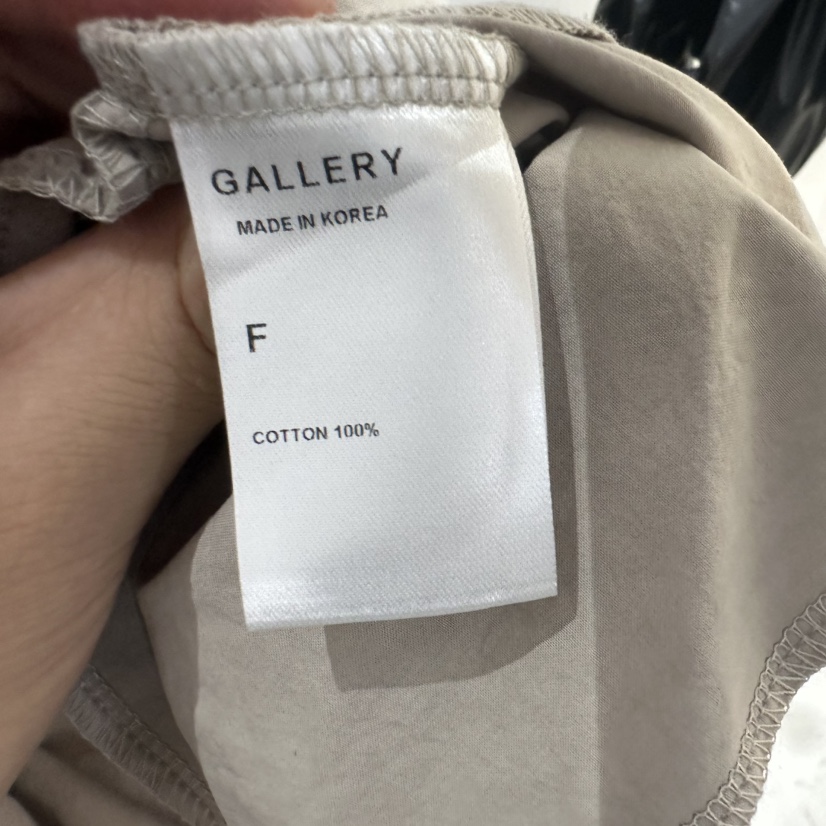 GALLERY
MADE IN KOREA
F
COTTON 100%